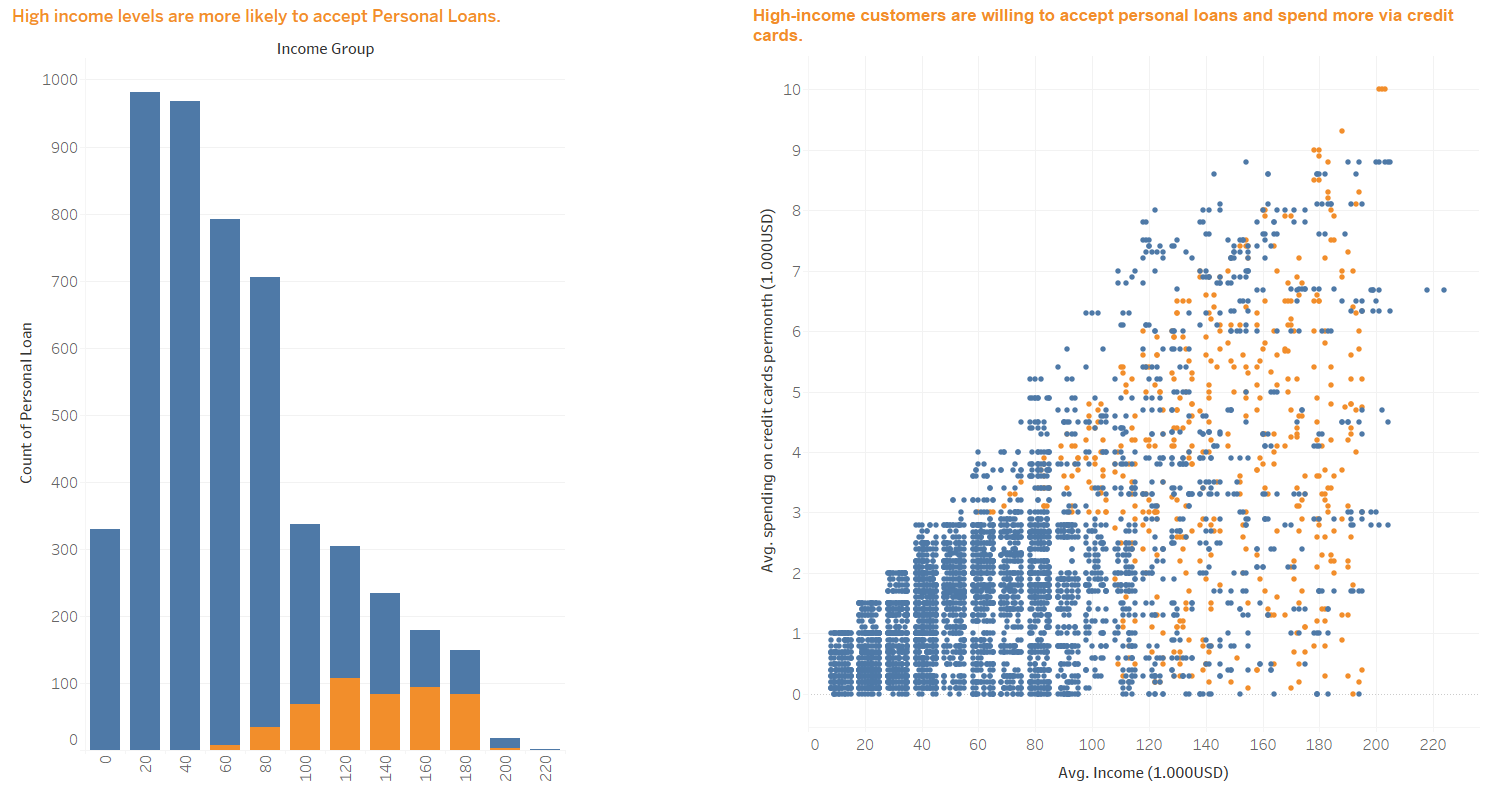 High income levels are more likely to accept Personal Loans.
Income Group
Count of Personal Loan
1000
900
800
700
600
500
400
300
200
100
0
0 20 40 60 80 100 120 140 160 180 200 220
High-income customers are willing to accept personal loans and spend more via credit
cards.
Avg. spending on credit cards permonth (1.000USD)
10
9
8
7
6
5
4
3
2
1
0
0 20 40 60 80 100 120 140 160 180 200 220
Avg. Income (1.000USD)